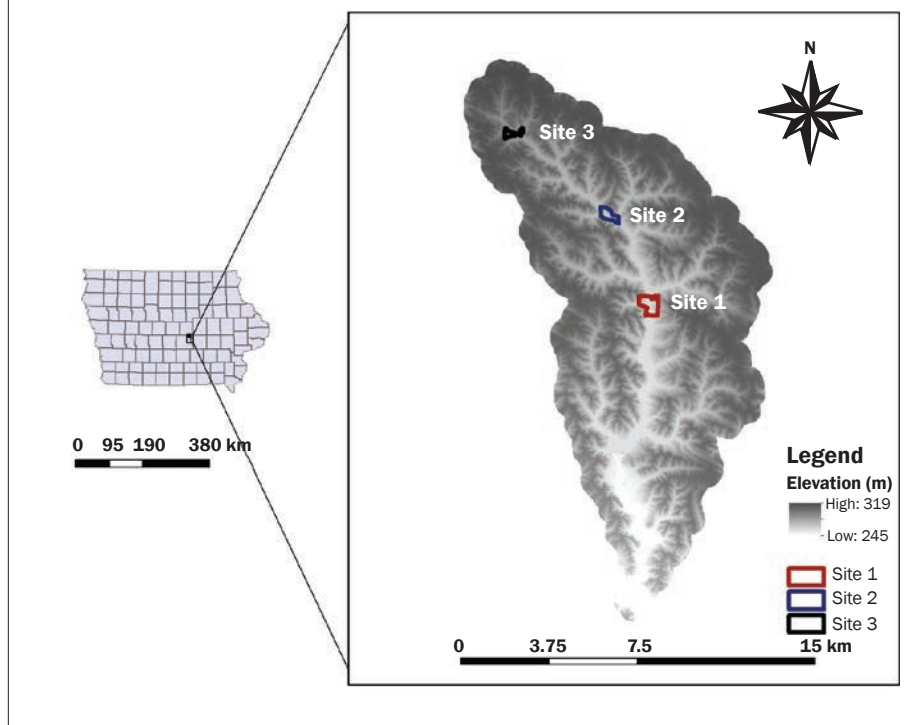 N
Site 3
Site 2
Site 1
0 95 190 380 km
Legend
Elevation (m)
High: 319
Low: 245
Site 1
Site 2
Site 3
0 3.75 7.5 15 km